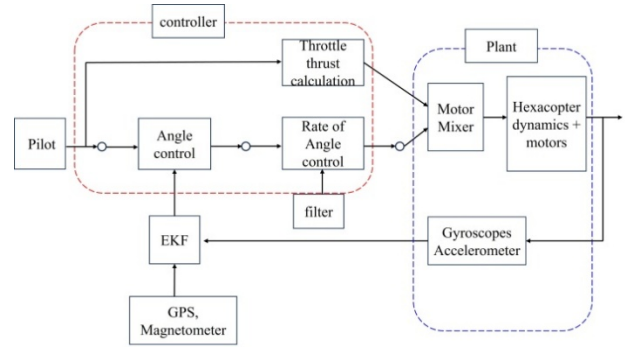 controller
Throttle
thrust
calculation
Plant
Pilot
Angle
control
Rate of
Angle
control
Motor
Mixer
Hexacopter
dynamics +
motors
filter
EKF
Gyroscopes
Accelerometer
GPS,
Magnetometer